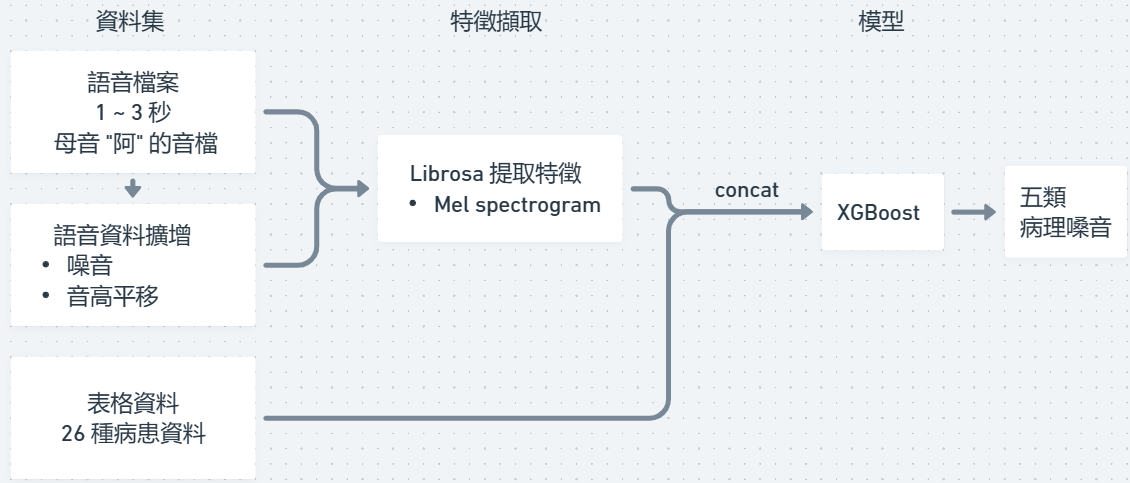 資料集
特徵擷取
模型
語音檔案
1 ~ 3 秒
母音 "阿" 的音檔
語音資料擴增
• 噪音
• 音高平移
表格資料
26 種病患資料
Librosa 提取特徵
• Mel spectrogram
concat
XGBoost
五類
病理嗓音